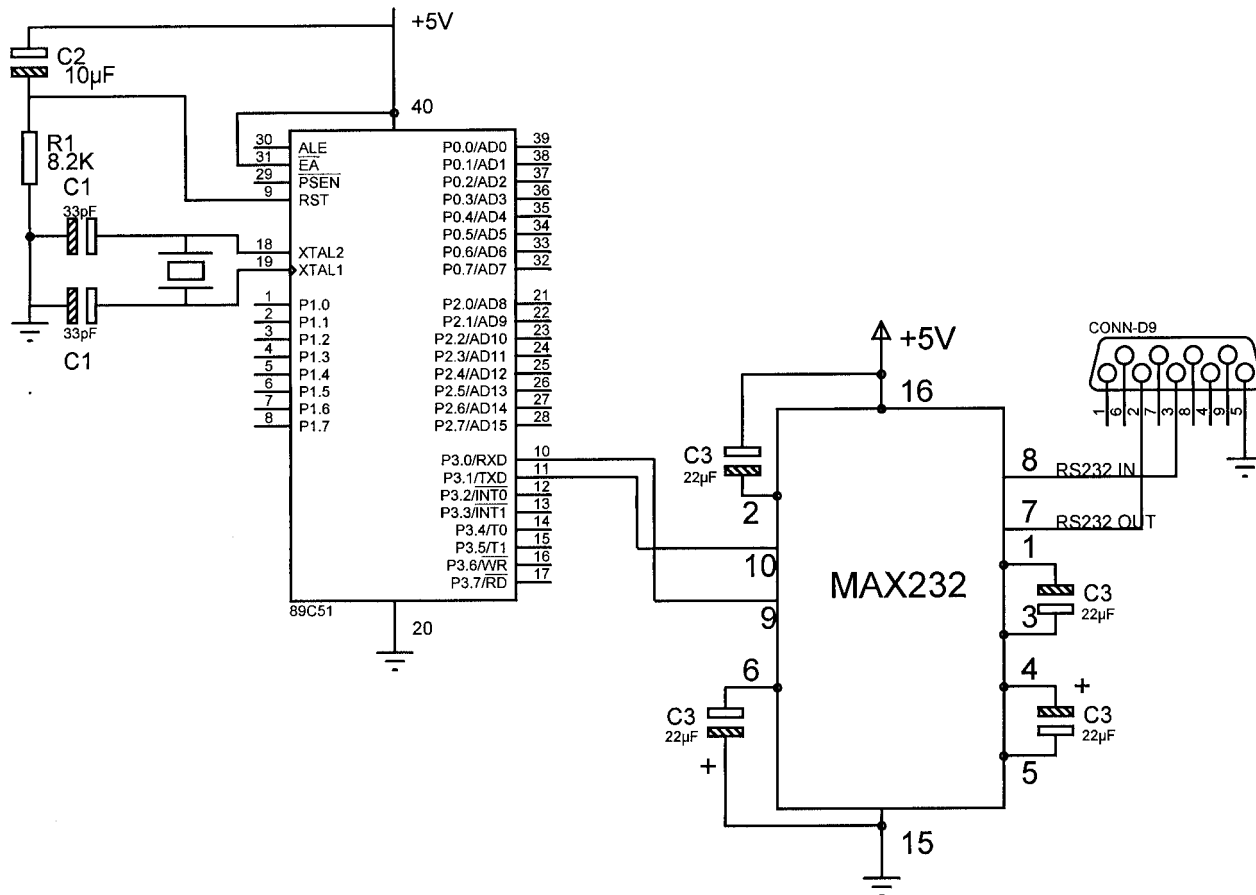 +5V
C2
10µF
40
R1
8.2K
C1
33pF
33pF
C1
30 ALE
31 EA
29 PSEN
9 RST
18 XTAL2
19 XTAL1
1 P1.0
2 P1.1
3 P1.2
4 P1.3
5 P1.4
6 P1.5
7 P1.6
8 P1.7
P0.0/AD0 39
P0.1/AD1 38
P0.2/AD2 37
P0.3/AD3 36
P0.4/AD4 35
P0.5/AD5 34
P0.6/AD6 33
P0.7/AD7 32
P2.0/AD8 21
P2.1/AD9 22
P2.2/AD10 23
P2.3/AD11 24
P2.4/AD12 25
P2.5/AD13 26
P2.6/AD14 27
P2.7/AD15 28
P3.0/RXD 10
P3.1/TXD 11
P3.2/INT0 12
P3.3/INT1 13
P3.4/T0 14
P3.5/T1 15
P3.6/WR 16
P3.7/RD 17
89C51
20
+5V
16
C3
22µF
2
10
9
6
C3
22µF
+
MAX232
15
8 RS232 IN
7 RS232 OUT
1
C3
22µF
3
4
+
C3
22µF
5
CONN-D9
1 6 2 7 3 8 4 9 5